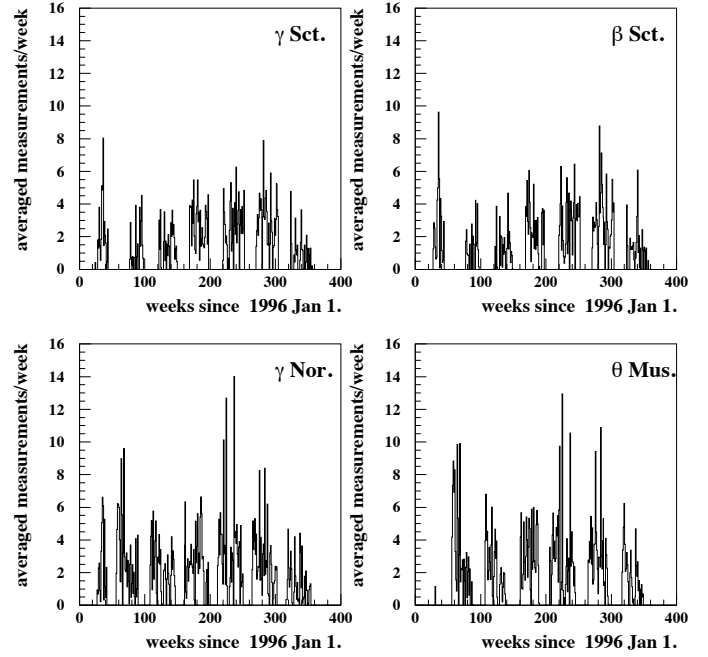 16
14
12
10
8
6
4
2
0
averaged measurements/week
γ Sct.
0 100 200 300 400
weeks since 1996 Jan 1.
16
14
12
10
8
6
4
2
0
averaged measurements/week
β Sct.
0 100 200 300 400
weeks since 1996 Jan 1.
16
14
12
10
8
6
4
2
0
averaged measurements/week
γ Nor.
0 100 200 300 400
weeks since 1996 Jan 1.
16
14
12
10
8
6
4
2
0
averaged measurements/week
θ Mus.
0 100 200 300 400
weeks since 1996 Jan 1.